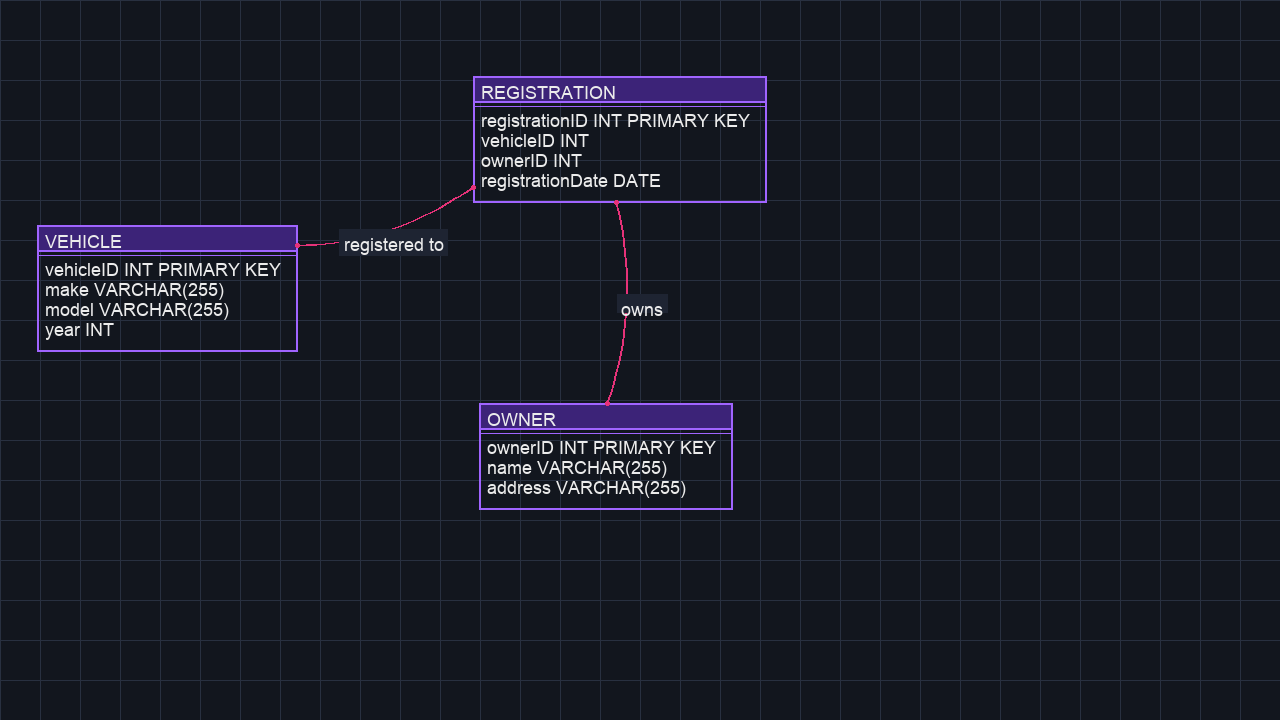 REGISTRATION
registrationID INT PRIMARY KEY
vehicleID INT
ownerID INT
registrationDate DATE
VEHICLE
vehicleID INT PRIMARY KEY
make VARCHAR(255)
model VARCHAR(255)
year INT
registered to
owns
OWNER
ownerID INT PRIMARY KEY
name VARCHAR(255)
address VARCHAR(255)